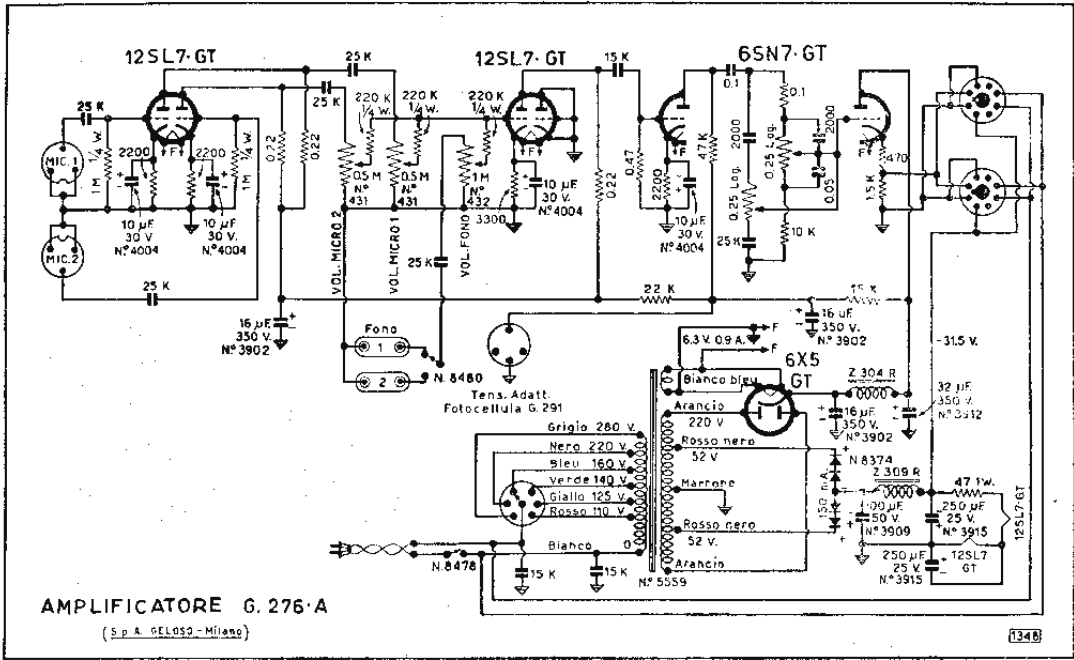 12SL7·GT
12SL7·GT
6SN7·GT
25 K
25 K
15 K
25 K
25 K
220 K
¼ W.
220 K
¼ W.
220 K
¼ W.
0.1
0.1
2000
MIC.1
¼ W.
1M
2200
F
2200
¼ W.
1M
0.22
0.22
0.5 M
N°
431
0.5 M
N°
431
1 M
N°
432
3300
F
10 µF
30 V.
N°4004
0.22
0.47
2200
F
47 K
2000
0.25 Log.
0.25 Log.
0.05
F
470
1.5 K
10 µF
30 V.
N°4004
10 µF
30 V.
N°4004
10 µF
30 V.
N°4004
25 K
10 K
MIC.2
25 K
VOL. MICRO 2
VOL. MICRO 1
VOL. FONO
25 K
22 K
15 K
16 µF
350 V.
N°3902
Fono
1
2
N. 8480
Tens. Adatt.
Fotocellula G.291
F
6.3 V. 0.9 A.
F
16 µF
350 V.
N°3902
-31.5 V.
6X5
GT
Bianco bleu
Z 304 R
32 µF
350 V.
N°3912
16 µF
350 V.
N°3902
Arancio
220 V
Grigio 280 V.
Nero 220 V.
Bleu 160 V
Verde 140 V
Giallo 125 V
Rosso 110 V
Bianco
0
Rosso nero
52 V
Marrone
Rosso nero
52 V.
Arancio
N 8374
Z 309 R
50 V.
N°3909
47 1W.
250 µF
25 V.
N°3915
12SL7
GT
12SL7·GT
250 µF
25 V.
N°3915
N.8478
15 K
15 K
N°5559
AMPLIFICATORE G. 276·A
(S.p.A. GELOSO-Milano)
1348